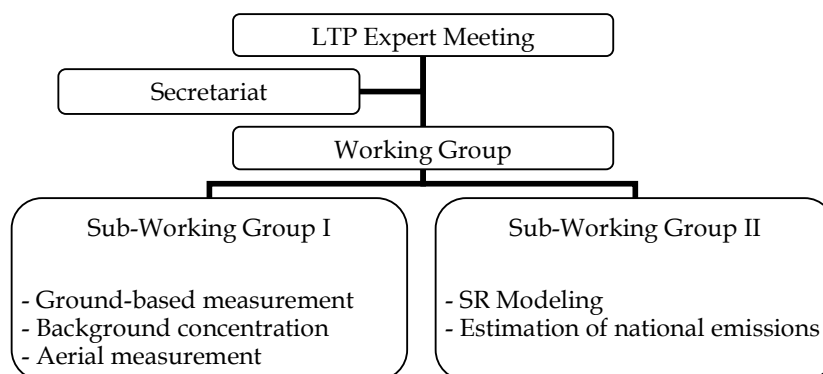 LTP Expert Meeting
Secretariat
Working Group
Sub-Working Group I
- Ground-based measurement
- Background concentration
- Aerial measurement
Sub-Working Group II
- SR Modeling
- Estimation of national emissions